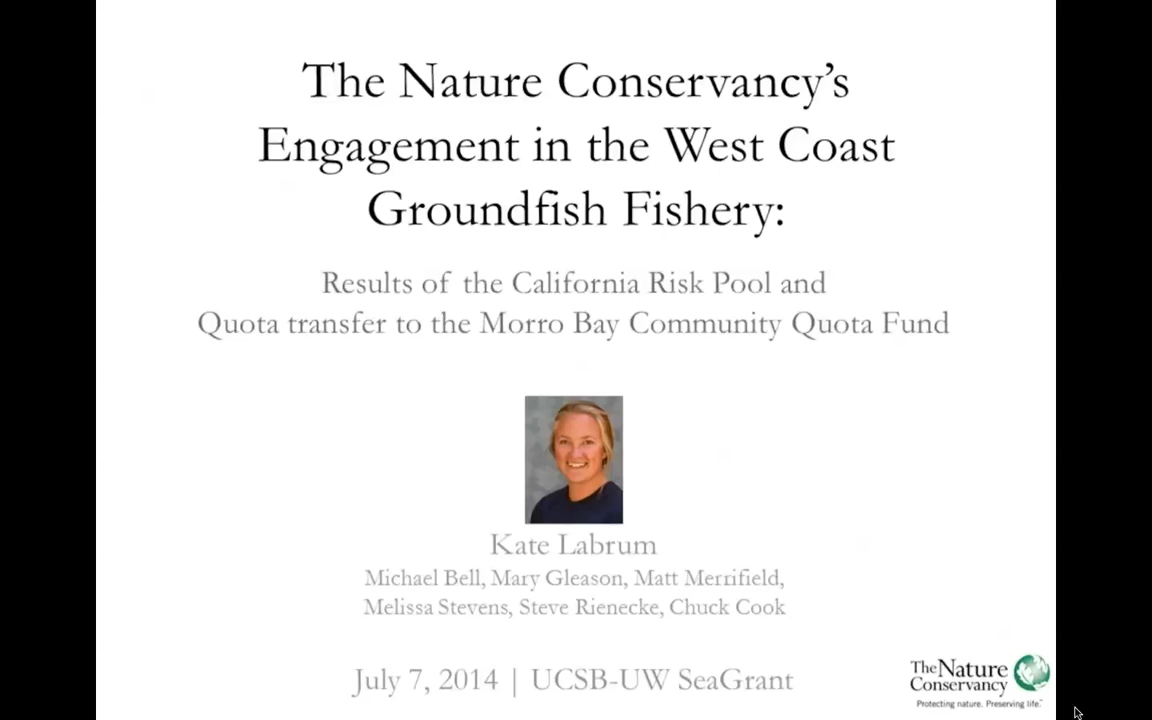 The Nature Conservancy’s
Engagement in the West Coast
Groundfish Fishery:
Results of the California Risk Pool and
Quota transfer to the Morro Bay Community Quota Fund
Kate Labrum
Michael Bell, Mary Gleason, Matt Merrifield,
Melissa Stevens, Steve Rienecke, Chuck Cook
July 7, 2014 | UCSB-UW SeaGrant
The Nature
Conservancy
Protecting nature. Preserving life.™